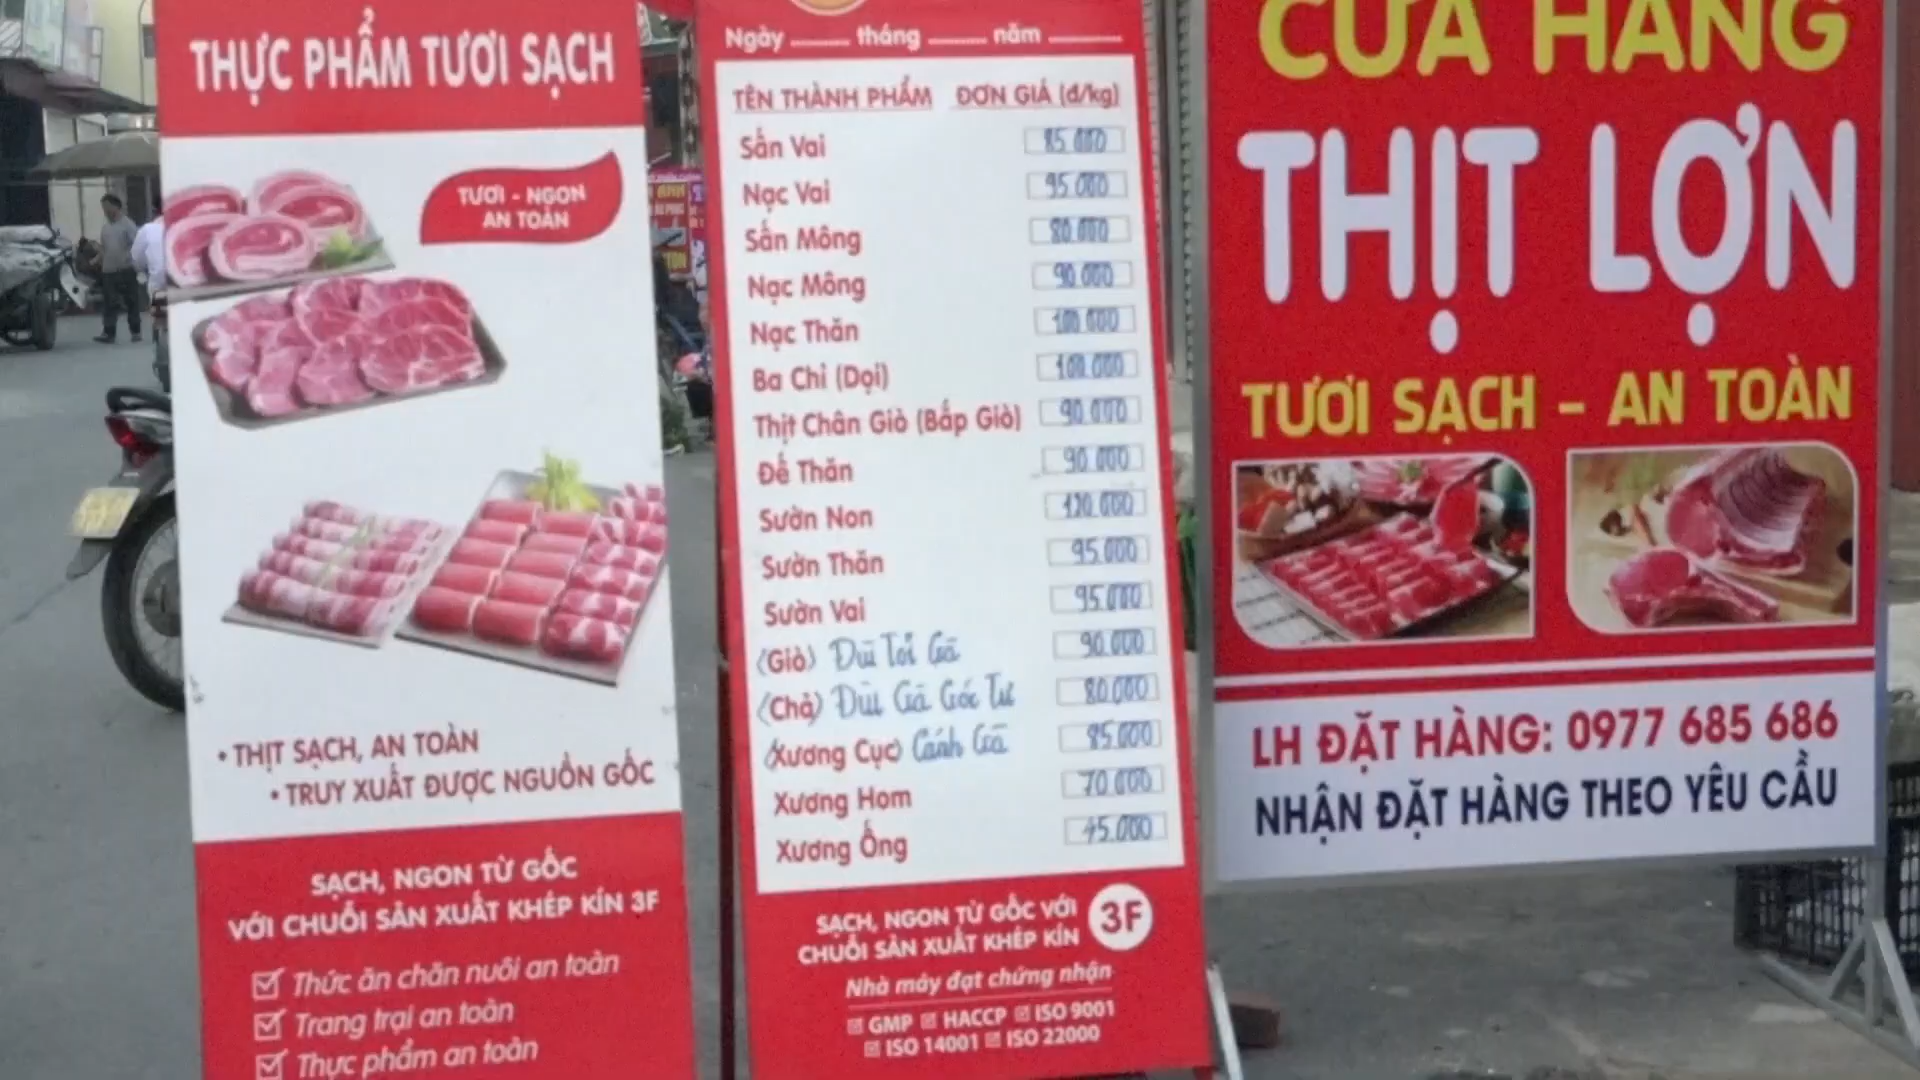 THỰC PHẨM TƯƠI SẠCH
TƯƠI - NGON
AN TOÀN
• THỊT SẠCH, AN TOÀN
• TRUY XUẤT ĐƯỢC NGUỒN GỐC
SẠCH, NGON TỪ GỐC
VỚI CHUỖI SẢN XUẤT KHÉP KÍN 3F
Thức ăn chăn nuôi an toàn
Trang trại an toàn
Thực phẩm an toàn
Ngày ......... tháng ......... năm ............
TÊN THÀNH PHẨM ĐƠN GIÁ (đ/kg)
Sấn Vai 85.000
Nạc Vai 95.000
Sấn Mông 80.000
Nạc Mông 90.000
Nạc Thăn 100.000
Ba Chỉ (Dọi) 100.000
Thịt Chân Giò (Bắp Giò) 90.000
Đế Thăn 90.000
Sườn Non 120.000
Sườn Thăn 95.000
Sườn Vai 95.000
(Giò) Đùi Tỏi Gà 90.000
(Chả) Đùi Gà Góc Tư 80.000
(Xương Cục) Cánh Gà 85.000
Xương Hom 70.000
Xương Ống 45.000
SẠCH, NGON TỪ GỐC VỚI
CHUỖI SẢN XUẤT KHÉP KÍN
3F
Nhà máy đạt chứng nhận
GMP HACCP ISO 9001
ISO 14001 ISO 22000
CỬA HÀNG
THỊT LỢN
TƯƠI SẠCH - AN TOÀN
LH ĐẶT HÀNG: 0977 685 686
NHẬN ĐẶT HÀNG THEO YÊU CẦU